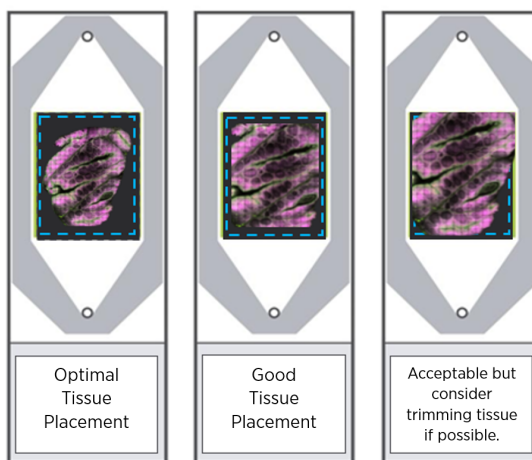 Optimal
Tissue
Placement
Good
Tissue
Placement
Acceptable but
consider
trimming tissue
if possible.